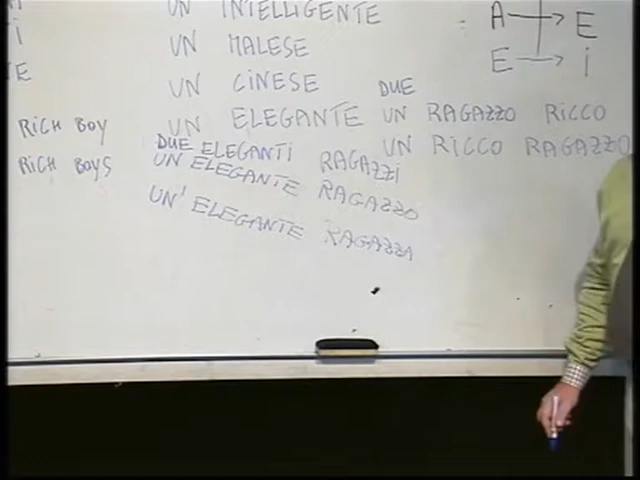 UN INTELLIGENTE
A → E
I
UN MALESE
E → i
E
UN CINESE
DUE
RICH BOY UN ELEGANTE UN RAGAZZO RICCO
DUE ELEGANTI RAGAZZI UN RICCO RAGAZZO
RICH BOYS UN ELEGANTE RAGAZZO
UN' ELEGANTE RAGAZZA